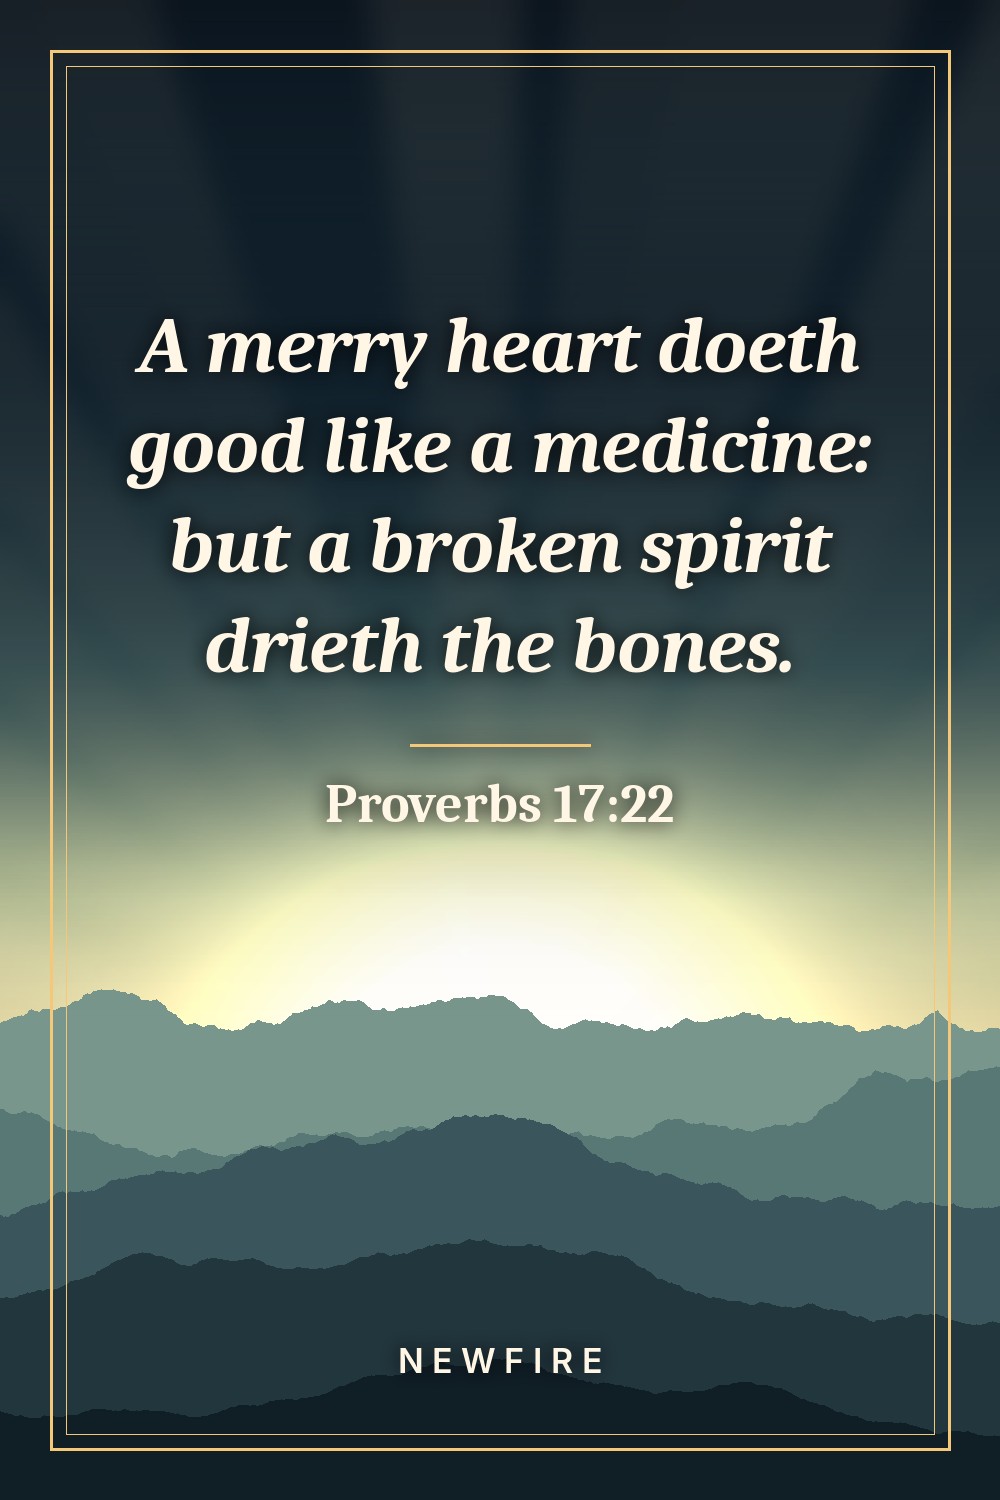 A merry heart doeth
good like a medicine:
but a broken spirit
drieth the bones.
Proverbs 17:22
NEWFIRE